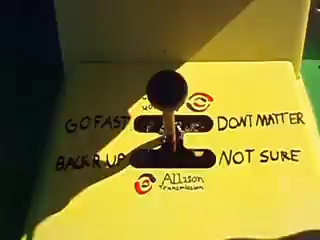 GO FAST DONT MATTER
BACK R UP NOT SURE
Allison
Transmission